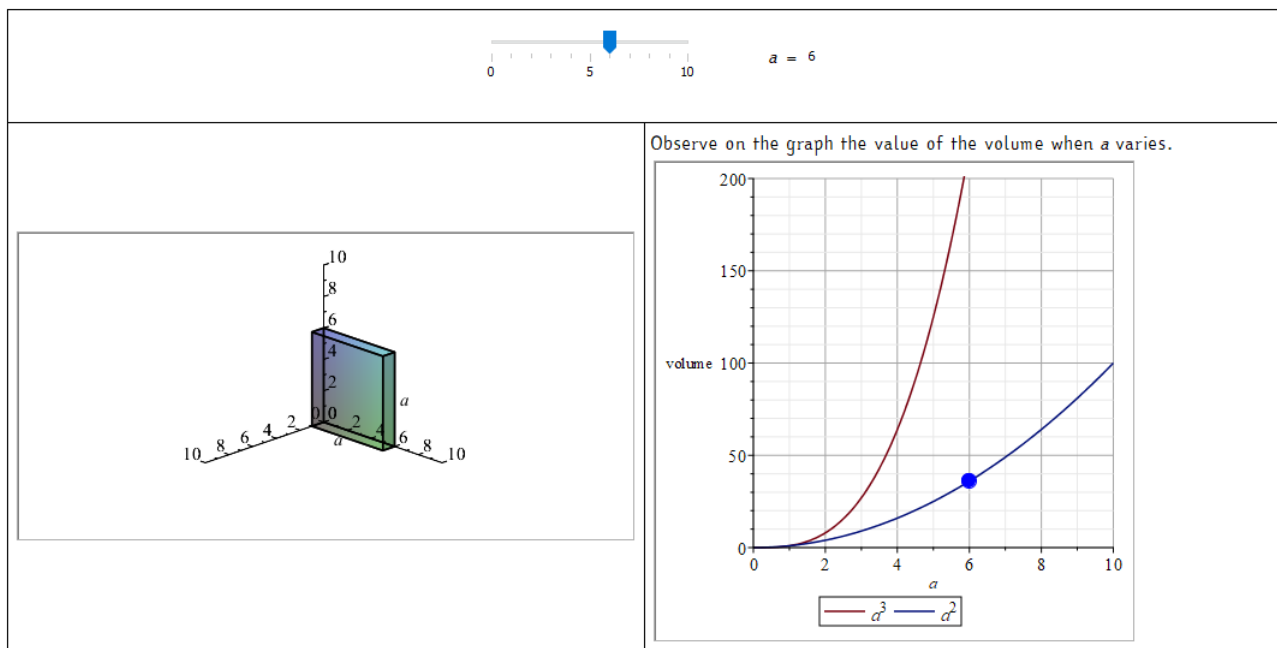 a = 6
0 5 10
Observe on the graph the value of the volume when a varies.
10
8
6
4
2
0 0
a
a
10 8 6 4 2
2 4 6 8 10
200
150
volume 100
50
0
0 2 4 6 8 10
a
a³ a²